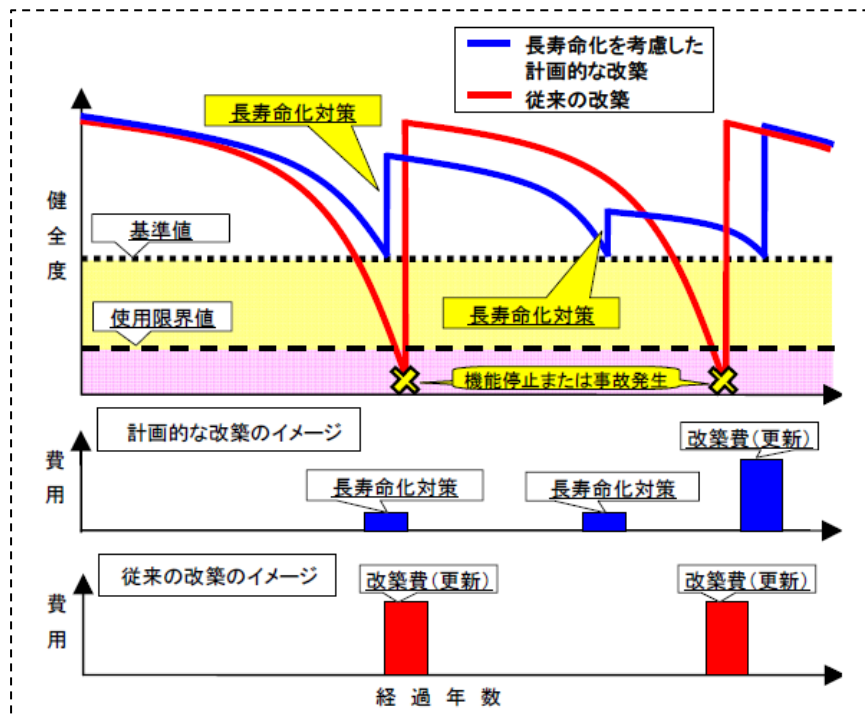 長寿命化を考慮した
計画的な改築
従来の改築
長寿命化対策
健全度
基準値
使用限界値
長寿命化対策
機能停止または事故発生
計画的な改築のイメージ
費用
長寿命化対策
長寿命化対策
改築費(更新)
従来の改築のイメージ
費用
改築費(更新)
改築費(更新)
経過年数